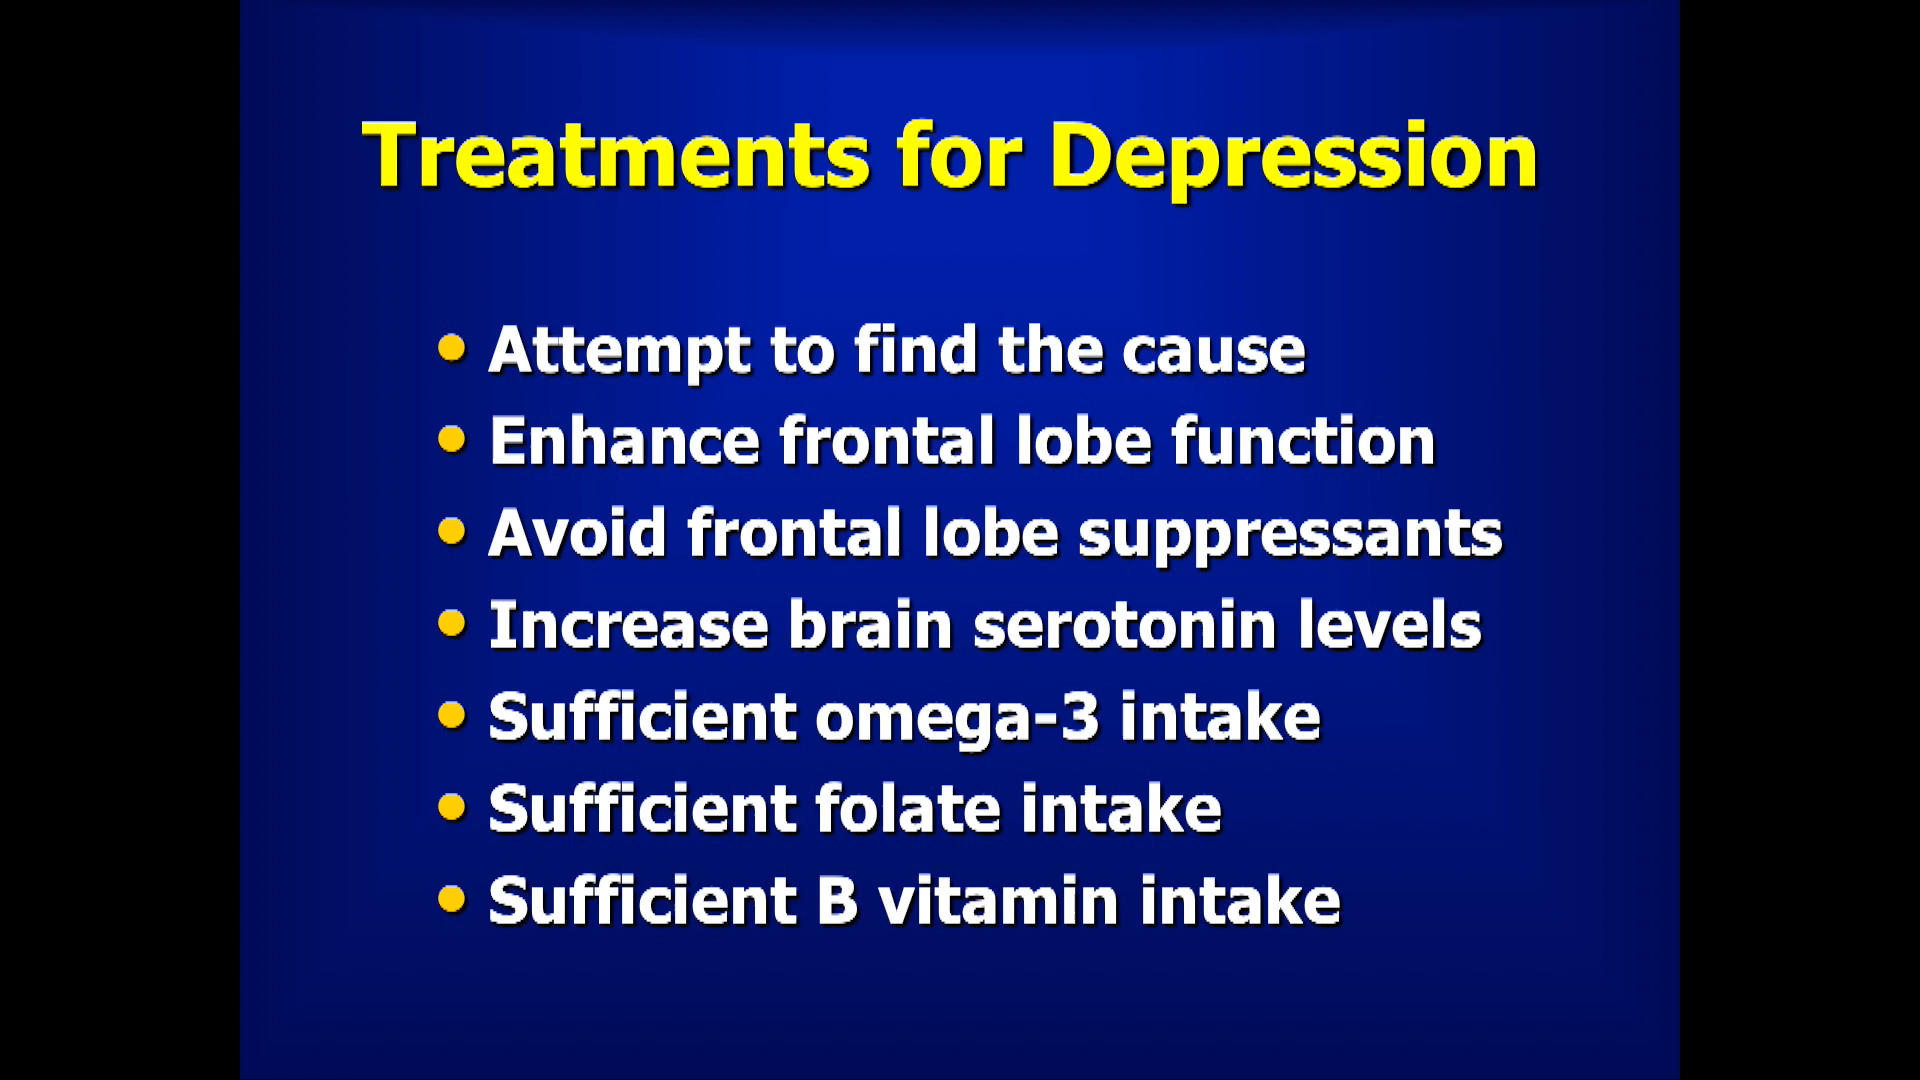 Treatments for Depression
• Attempt to find the cause
• Enhance frontal lobe function
• Avoid frontal lobe suppressants
• Increase brain serotonin levels
• Sufficient omega-3 intake
• Sufficient folate intake
• Sufficient B vitamin intake